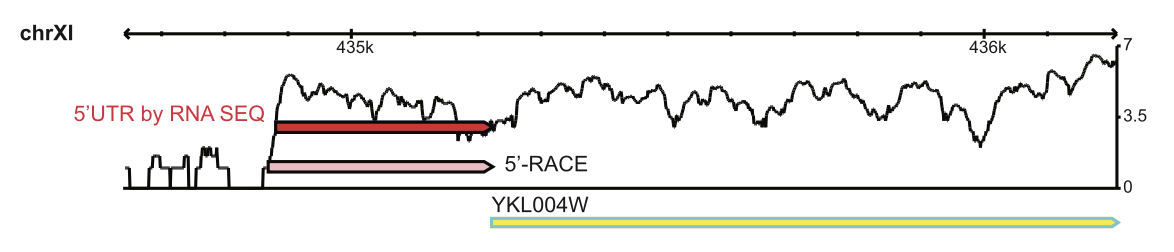 chrXI
435k
436k
7
5'UTR by RNA SEQ
3.5
5'-RACE
0
YKL004W